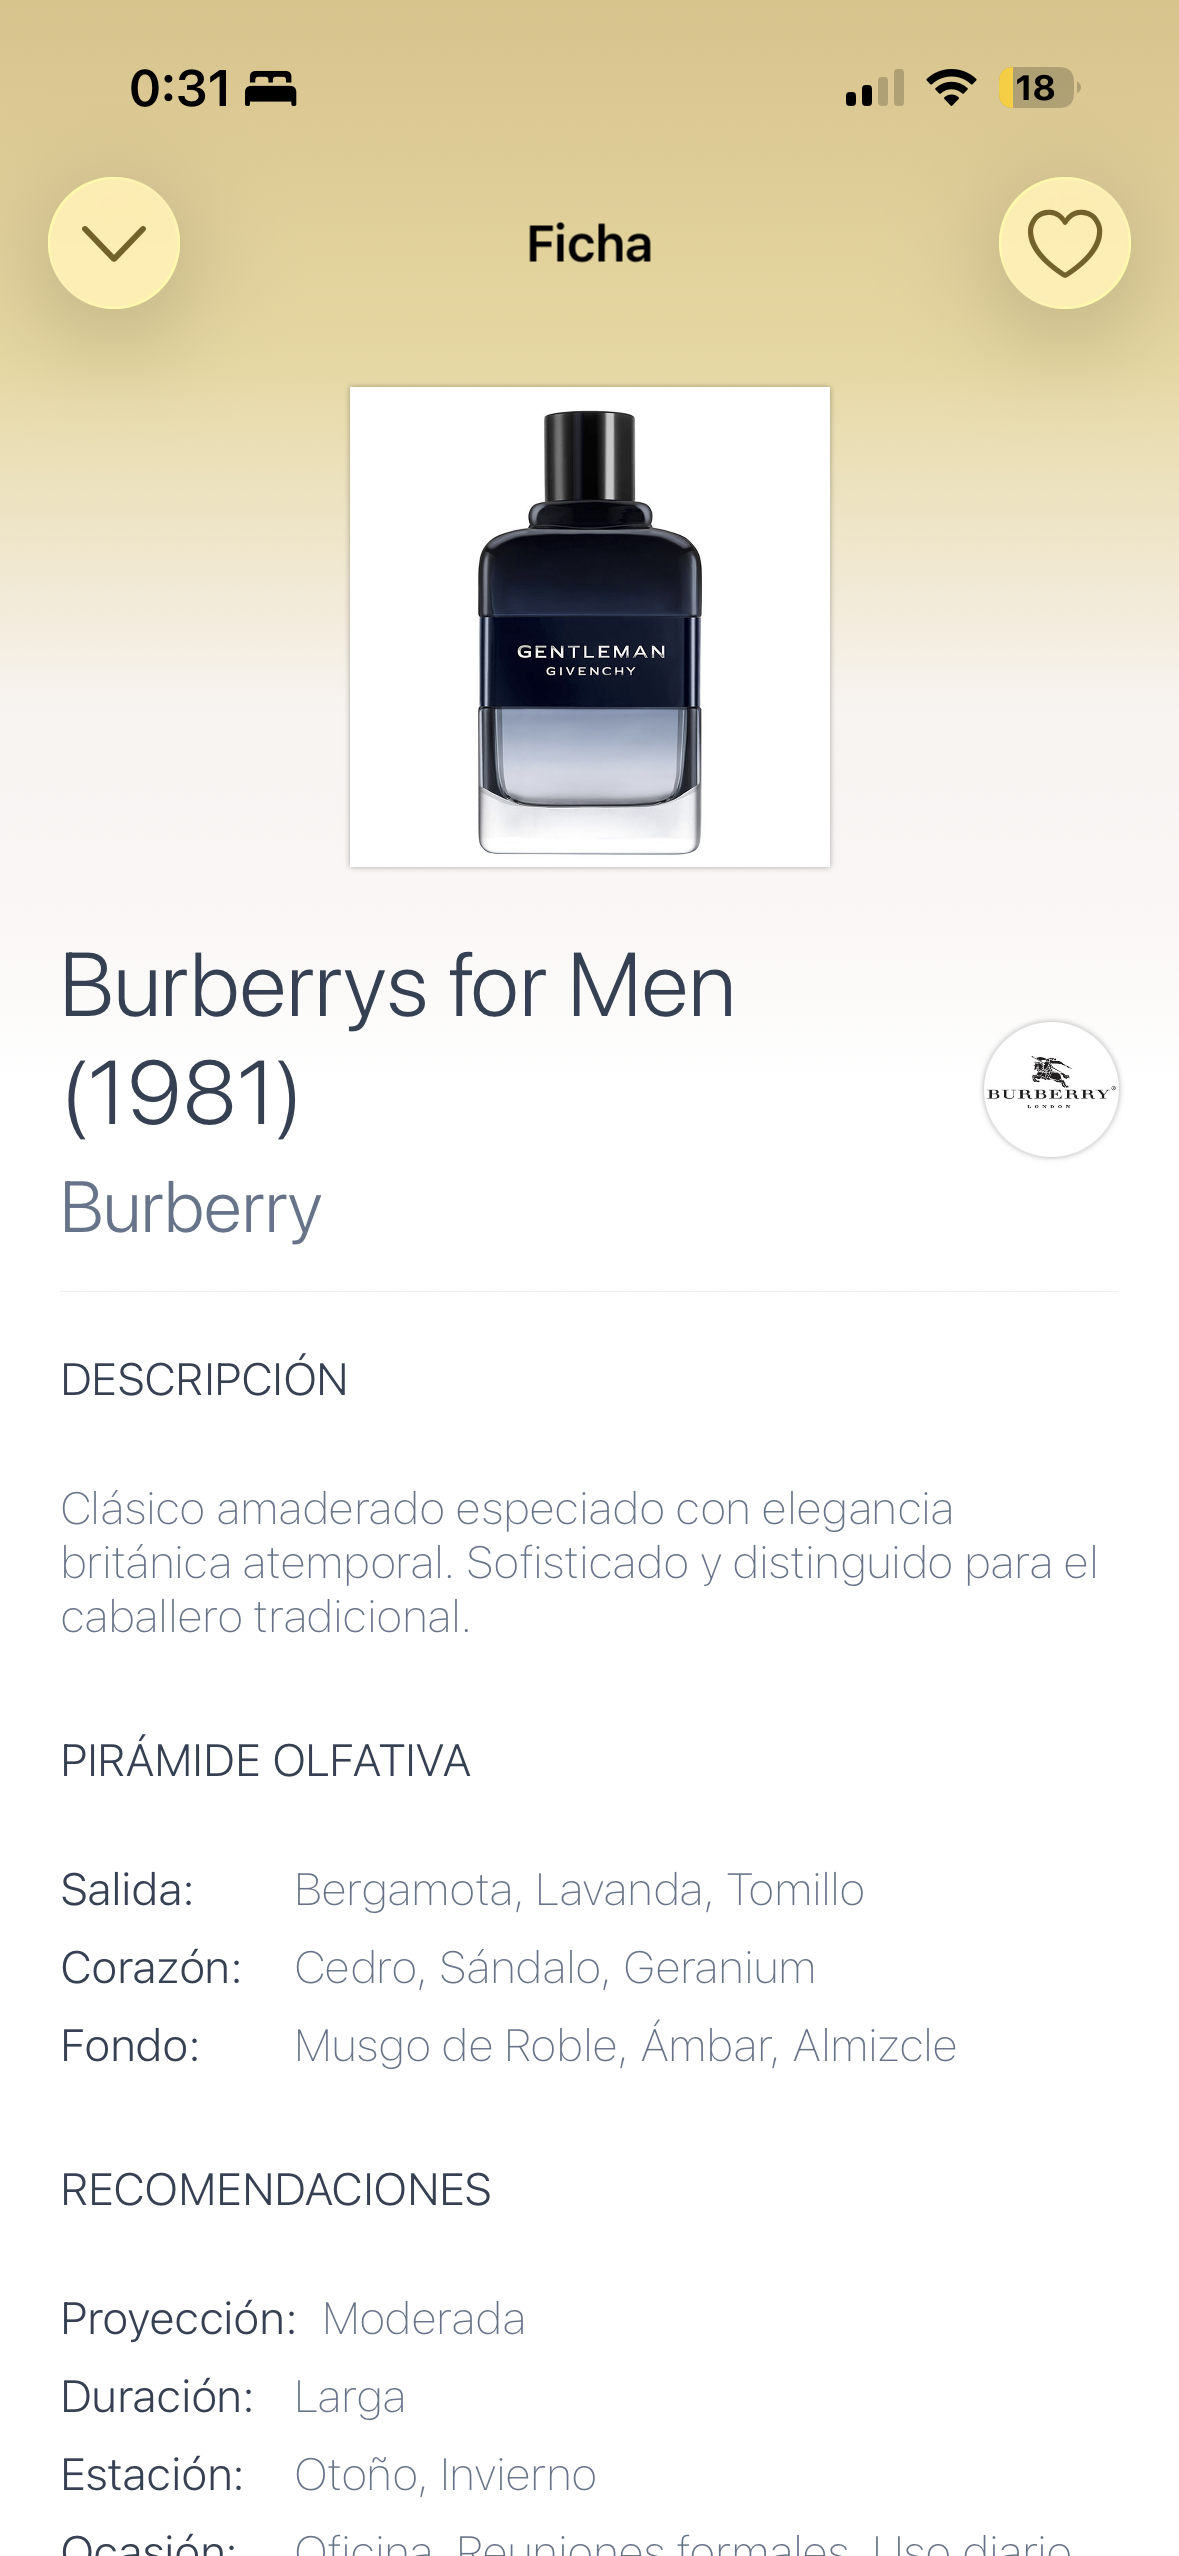 0:31
18
Ficha
GENTLEMAN
GIVENCHY
Burberrys for Men
(1981)
BURBERRY®
LONDON
Burberry
DESCRIPCIÓN
Clásico amaderado especiado con elegancia
británica atemporal. Sofisticado y distinguido para el
caballero tradicional.
PIRÁMIDE OLFATIVA
Salida: Bergamota, Lavanda, Tomillo
Corazón: Cedro, Sándalo, Geranium
Fondo: Musgo de Roble, Ámbar, Almizcle
RECOMENDACIONES
Proyección: Moderada
Duración: Larga
Estación: Otoño, Invierno
Ocasión: Oficina, Reuniones formales, Uso diario